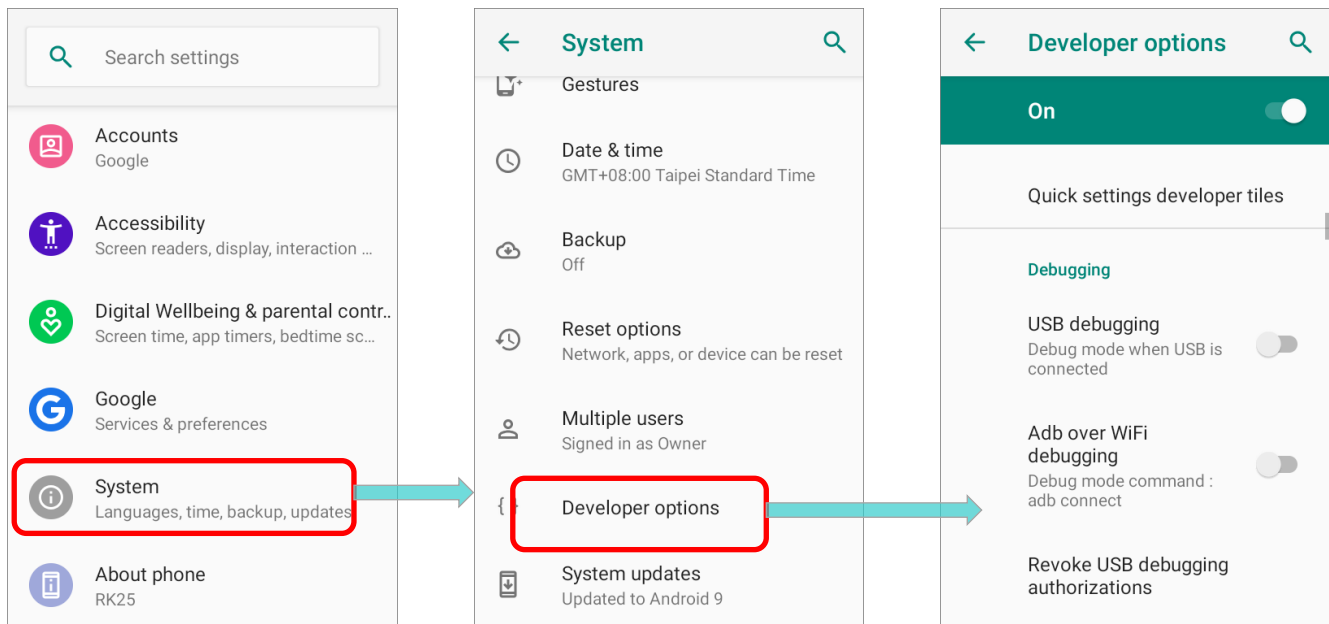 Search settings
Accounts
Google
Accessibility
Screen readers, display, interaction ...
Digital Wellbeing & parental contr..
Screen time, app timers, bedtime sc...
Google
Services & preferences
System
Languages, time, backup, updates
About phone
RK25
System
Gestures
Date & time
GMT+08:00 Taipei Standard Time
Backup
Off
Reset options
Network, apps, or device can be reset
Multiple users
Signed in as Owner
Developer options
System updates
Updated to Android 9
Developer options
On
Quick settings developer tiles
Debugging
USB debugging
Debug mode when USB is
connected
Adb over WiFi
debugging
Debug mode command :
adb connect
Revoke USB debugging
authorizations